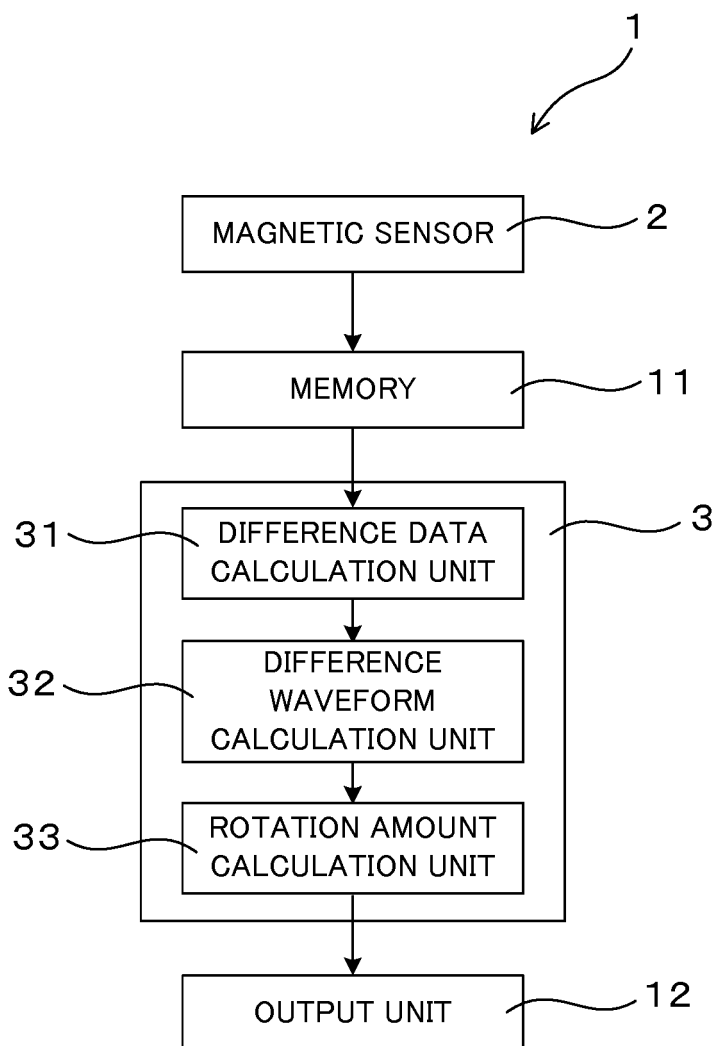 1
MAGNETIC SENSOR
2
MEMORY
11
31
DIFFERENCE DATA
CALCULATION UNIT
3
32
DIFFERENCE
WAVEFORM
CALCULATION UNIT
33
ROTATION AMOUNT
CALCULATION UNIT
OUTPUT UNIT
12